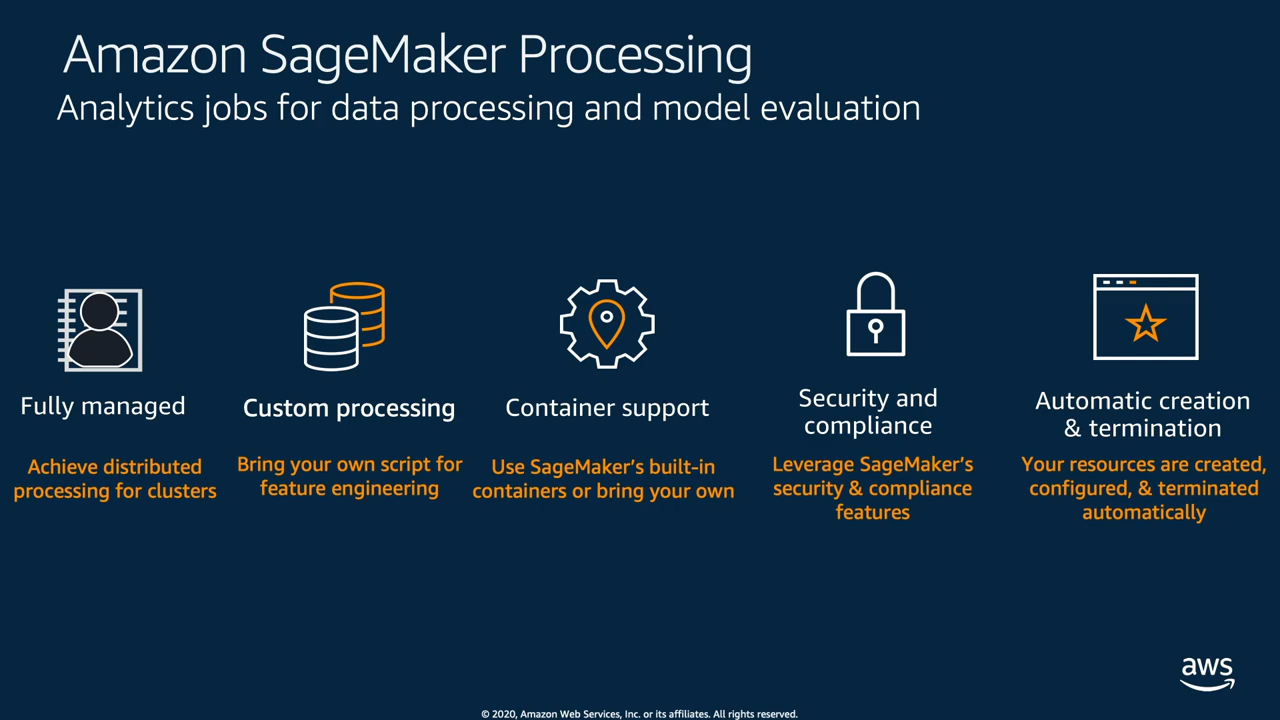 Amazon SageMaker Processing
Analytics jobs for data processing and model evaluation
Fully managed
Achieve distributed
processing for clusters
Custom processing
Bring your own script for
feature engineering
Container support
Use SageMaker’s built-in
containers or bring your own
Security and
compliance
Leverage SageMaker’s
security & compliance
features
Automatic creation
& termination
Your resources are created,
configured, & terminated
automatically
aws
© 2020, Amazon Web Services, Inc. or its affiliates. All rights reserved.